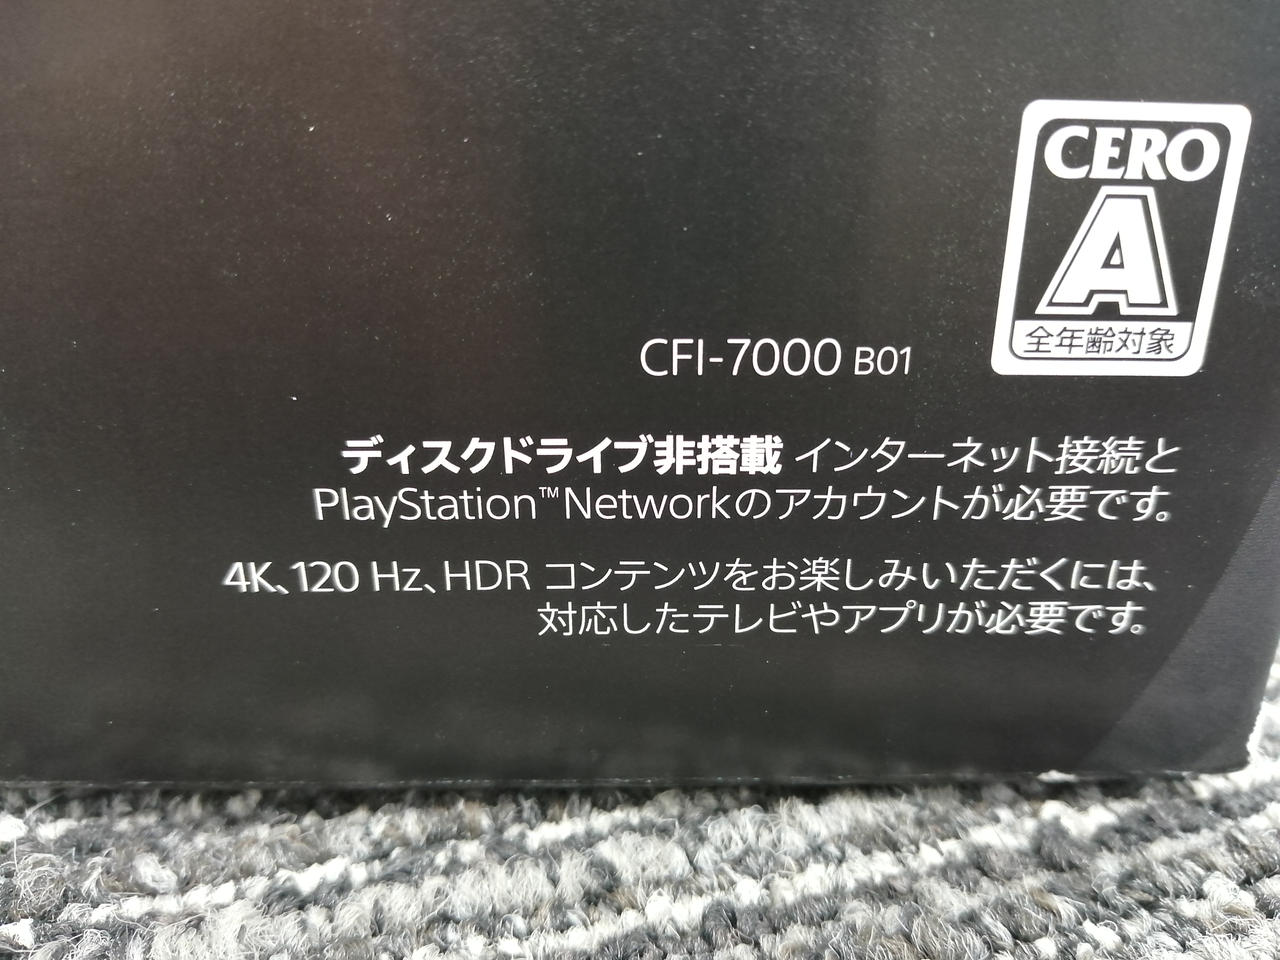 CERO
A
全年齢対象
CFI-7000 B01
ディスクドライブ非搭載 インターネット接続と
PlayStation™Networkのアカウントが必要です。
4K、120 Hz、HDR コンテンツをお楽しみいただくには、
対応したテレビやアプリが必要です。